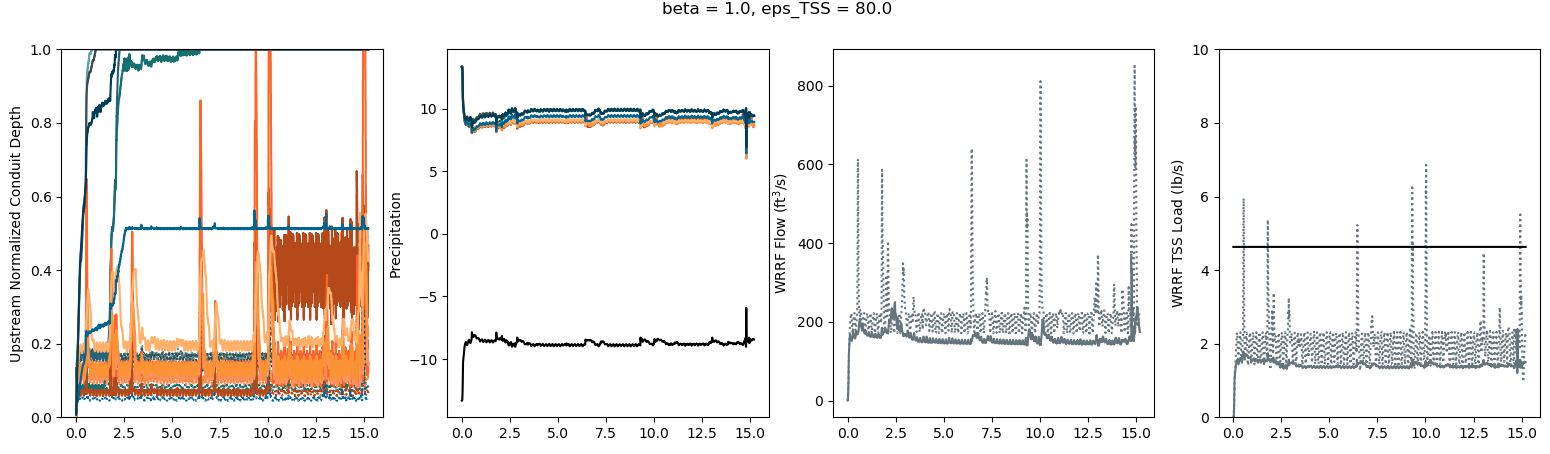 beta = 1.0, eps_TSS = 80.0
Upstream Normalized Conduit Depth
1.0
0.8
0.6
0.4
0.2
0.0
0.0 2.5 5.0 7.5 10.0 12.5 15.0
Precipitation
10
5
0
−5
−10
0.0 2.5 5.0 7.5 10.0 12.5 15.0
WRRF Flow (ft³/s)
800
600
400
200
0
0.0 2.5 5.0 7.5 10.0 12.5 15.0
WRRF TSS Load (lb/s)
10
8
6
4
2
0
0.0 2.5 5.0 7.5 10.0 12.5 15.0